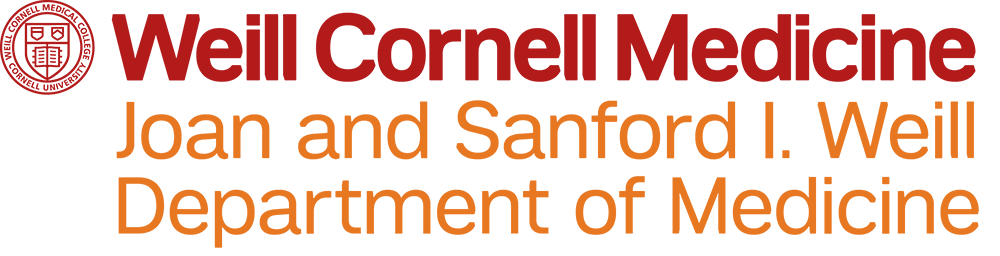 WEILL CORNELL MEDICAL COLLEGE
CORNELL UNIVERSITY
Weill Cornell Medicine
Joan and Sanford I. Weill
Department of Medicine